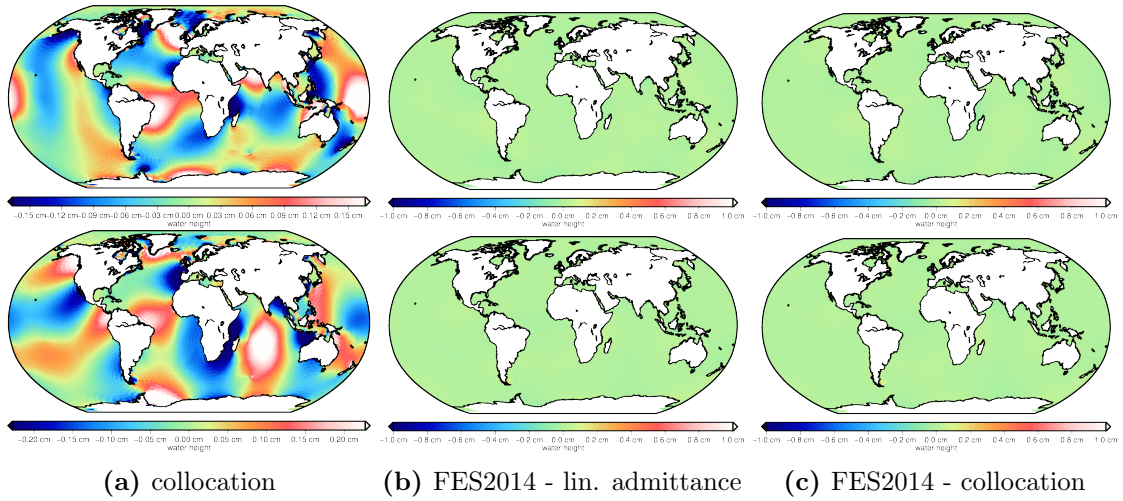 −0.15 cm −0.12 cm −0.09 cm −0.06 cm −0.03 cm 0.00 cm 0.03 cm 0.06 cm 0.09 cm 0.12 cm 0.15 cm
water height
−1.0 cm −0.8 cm −0.6 cm −0.4 cm −0.2 cm 0.0 cm 0.2 cm 0.4 cm 0.6 cm 0.8 cm 1.0 cm
water height
−1.0 cm −0.8 cm −0.6 cm −0.4 cm −0.2 cm 0.0 cm 0.2 cm 0.4 cm 0.6 cm 0.8 cm 1.0 cm
water height
−0.20 cm −0.15 cm −0.10 cm −0.05 cm 0.00 cm 0.05 cm 0.10 cm 0.15 cm 0.20 cm
water height
−1.0 cm −0.8 cm −0.6 cm −0.4 cm −0.2 cm 0.0 cm 0.2 cm 0.4 cm 0.6 cm 0.8 cm 1.0 cm
water height
−1.0 cm −0.8 cm −0.6 cm −0.4 cm −0.2 cm 0.0 cm 0.2 cm 0.4 cm 0.6 cm 0.8 cm 1.0 cm
water height
(a) collocation
(b) FES2014 - lin. admittance
(c) FES2014 - collocation